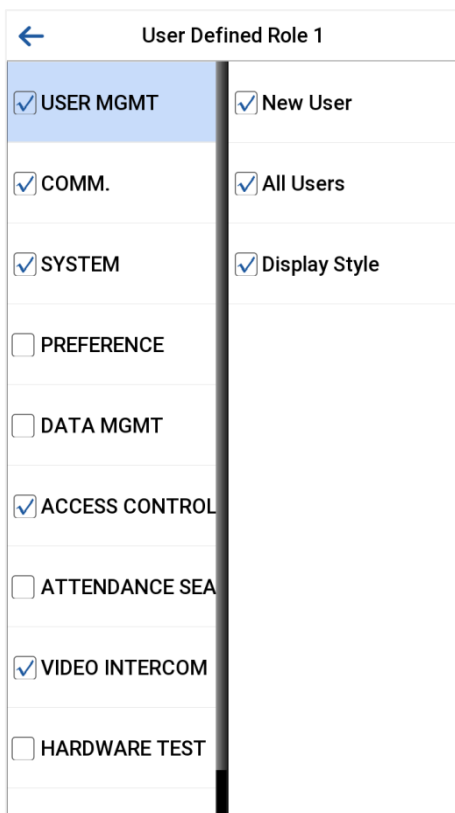 User Defined Role 1
USER MGMT
COMM.
SYSTEM
PREFERENCE
DATA MGMT
ACCESS CONTROL
ATTENDANCE SEA
VIDEO INTERCOM
HARDWARE TEST
New User
All Users
Display Style